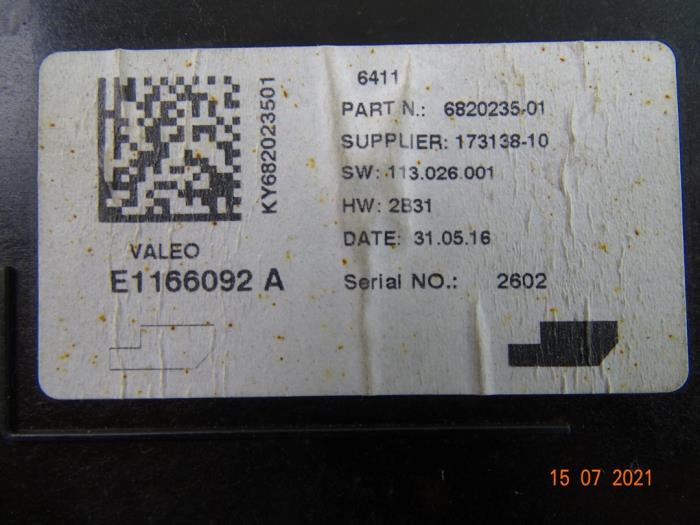 6411
PART N.: 6820235-01
SUPPLIER: 173138-10
SW: 113.026.001
HW: 2B31
DATE: 31.05.16
Serial NO.: 2602
KY682023501
VALEO
E1166092 A
15 07 2021